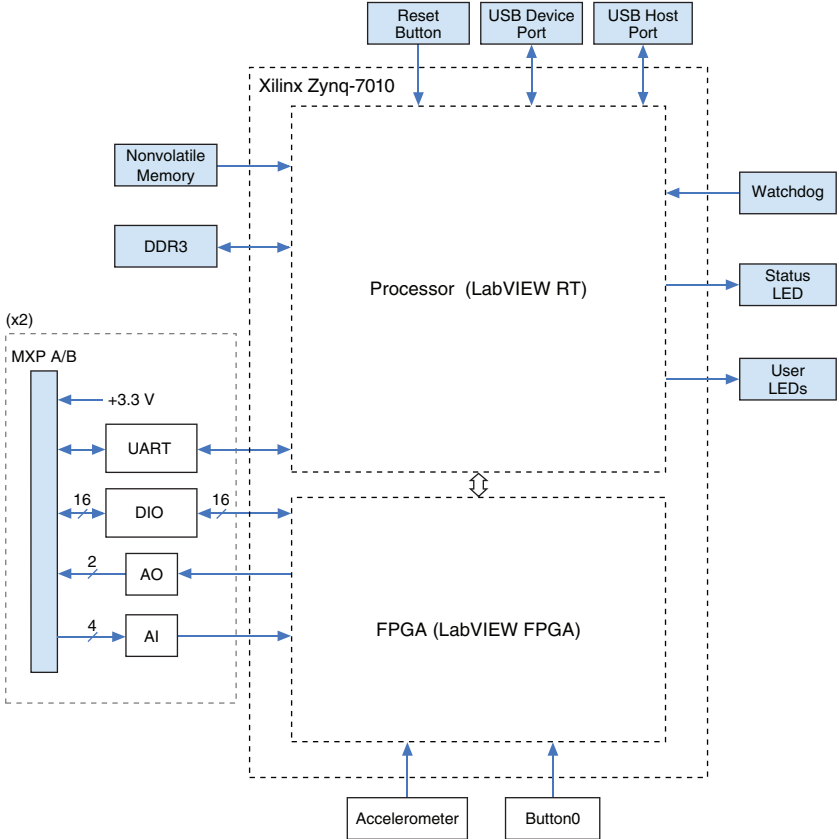 Reset
Button
USB Device
Port
USB Host
Port
Xilinx Zynq-7010
Nonvolatile
Memory
Watchdog
DDR3
Processor (LabVIEW RT)
Status
LED
(x2)
MXP A/B
User
LEDs
+3.3 V
UART
16
DIO
16
2
AO
4
AI
FPGA (LabVIEW FPGA)
Accelerometer
Button0